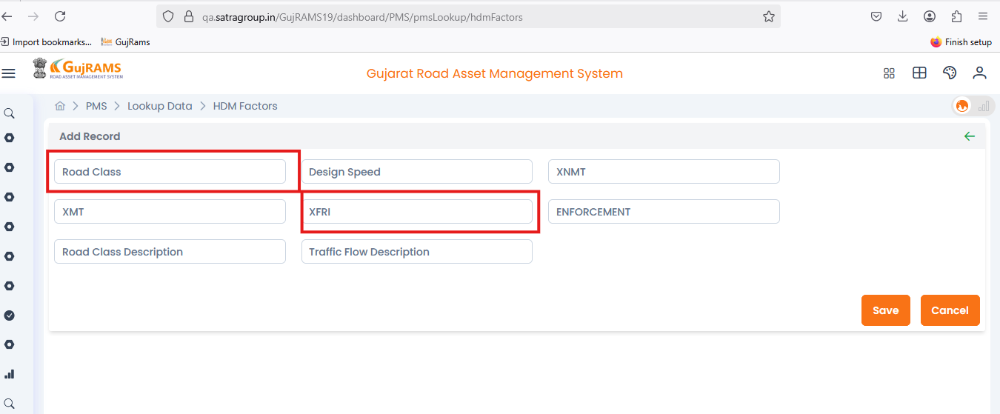 qa.satragroup.in/GujRAMS19/dashboard/PMS/pmsLookup/hdmFactors
Import bookmarks... GujRams Finish setup
GujRAMS
ROAD ASSET MANAGEMENT SYSTEM
Gujarat Road Asset Management System
PMS Lookup Data HDM Factors
Add Record
Road Class Design Speed XNMT
XMT XFRI ENFORCEMENT
Road Class Description Traffic Flow Description
Save Cancel